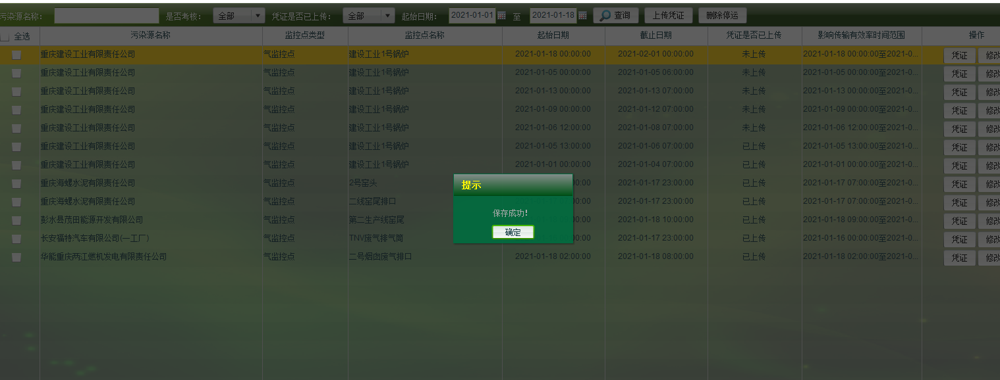 污染源名称： 是否考核： 全部 凭证是否已上传： 全部 起始日期： 2021-01-01 至 2021-01-18 查询 上传凭证 删除停运
全选 污染源名称 监控点类型 监控点名称 起始日期 截止日期 凭证是否已上传 影响传输有效率时间范围 操作
重庆建设工业有限责任公司 气监控点 建设工业1号锅炉 2021-01-18 00:00:00 2021-02-01 00:00:00 未上传 2021-01-18 00:00:00至2021-0... 凭证 修改
重庆建设工业有限责任公司 气监控点 建设工业1号锅炉 2021-01-05 00:00:00 2021-01-05 06:00:00 未上传 2021-01-05 00:00:00至2021-0... 凭证 修改
重庆建设工业有限责任公司 气监控点 建设工业1号锅炉 2021-01-13 00:00:00 2021-01-13 07:00:00 未上传 2021-01-13 00:00:00至2021-0... 凭证 修改
重庆建设工业有限责任公司 气监控点 建设工业1号锅炉 2021-01-09 00:00:00 2021-01-12 07:00:00 未上传 2021-01-09 00:00:00至2021-0... 凭证 修改
重庆建设工业有限责任公司 气监控点 建设工业1号锅炉 2021-01-06 12:00:00 2021-01-08 07:00:00 未上传 2021-01-06 12:00:00至2021-0... 凭证 修改
重庆建设工业有限责任公司 气监控点 建设工业1号锅炉 2021-01-05 13:00:00 2021-01-06 07:00:00 已上传 2021-01-05 13:00:00至2021-0... 凭证 修改
重庆建设工业有限责任公司 气监控点 建设工业1号锅炉 2021-01-01 00:00:00 2021-01-04 07:00:00 已上传 2021-01-01 00:00:00至2021-0... 凭证 修改
重庆海螺水泥有限责任公司 气监控点 2号窑头 00:00 2021-01-17 23:00:00 已上传 2021-01-17 07:00:00至2021-0... 凭证 修改
重庆海螺水泥有限责任公司 气监控点 二线窑尾排口 00:00 2021-01-17 23:00:00 已上传 2021-01-17 07:00:00至2021-0... 凭证 修改
彭水县茂田能源开发有限公司 气监控点 第二生产线窑尾 00:00 2021-01-18 10:00:00 已上传 2021-01-18 09:00:00至2021-0... 凭证 修改
长安福特汽车有限公司(一工厂) 气监控点 TNV废气排气筒 00:00 2021-01-17 23:00:00 已上传 2021-01-16 00:00:00至2021-0... 凭证 修改
华能重庆两江燃机发电有限责任公司 气监控点 二号烟囱废气排口 2021-01-18 02:00:00 2021-01-18 08:00:00 已上传 2021-01-18 02:00:00至2021-0... 凭证 修改
提示
保存成功!
确定